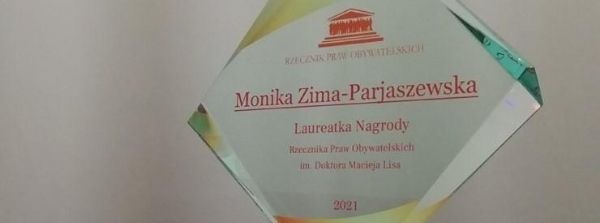 RZECZNIK PRAW OBYWATELSKICH
Monika Zima-Parjaszewska
Laureatka Nagrody
Rzecznika Praw Obywatelskich
im. Doktora Macieja Lisa
2021